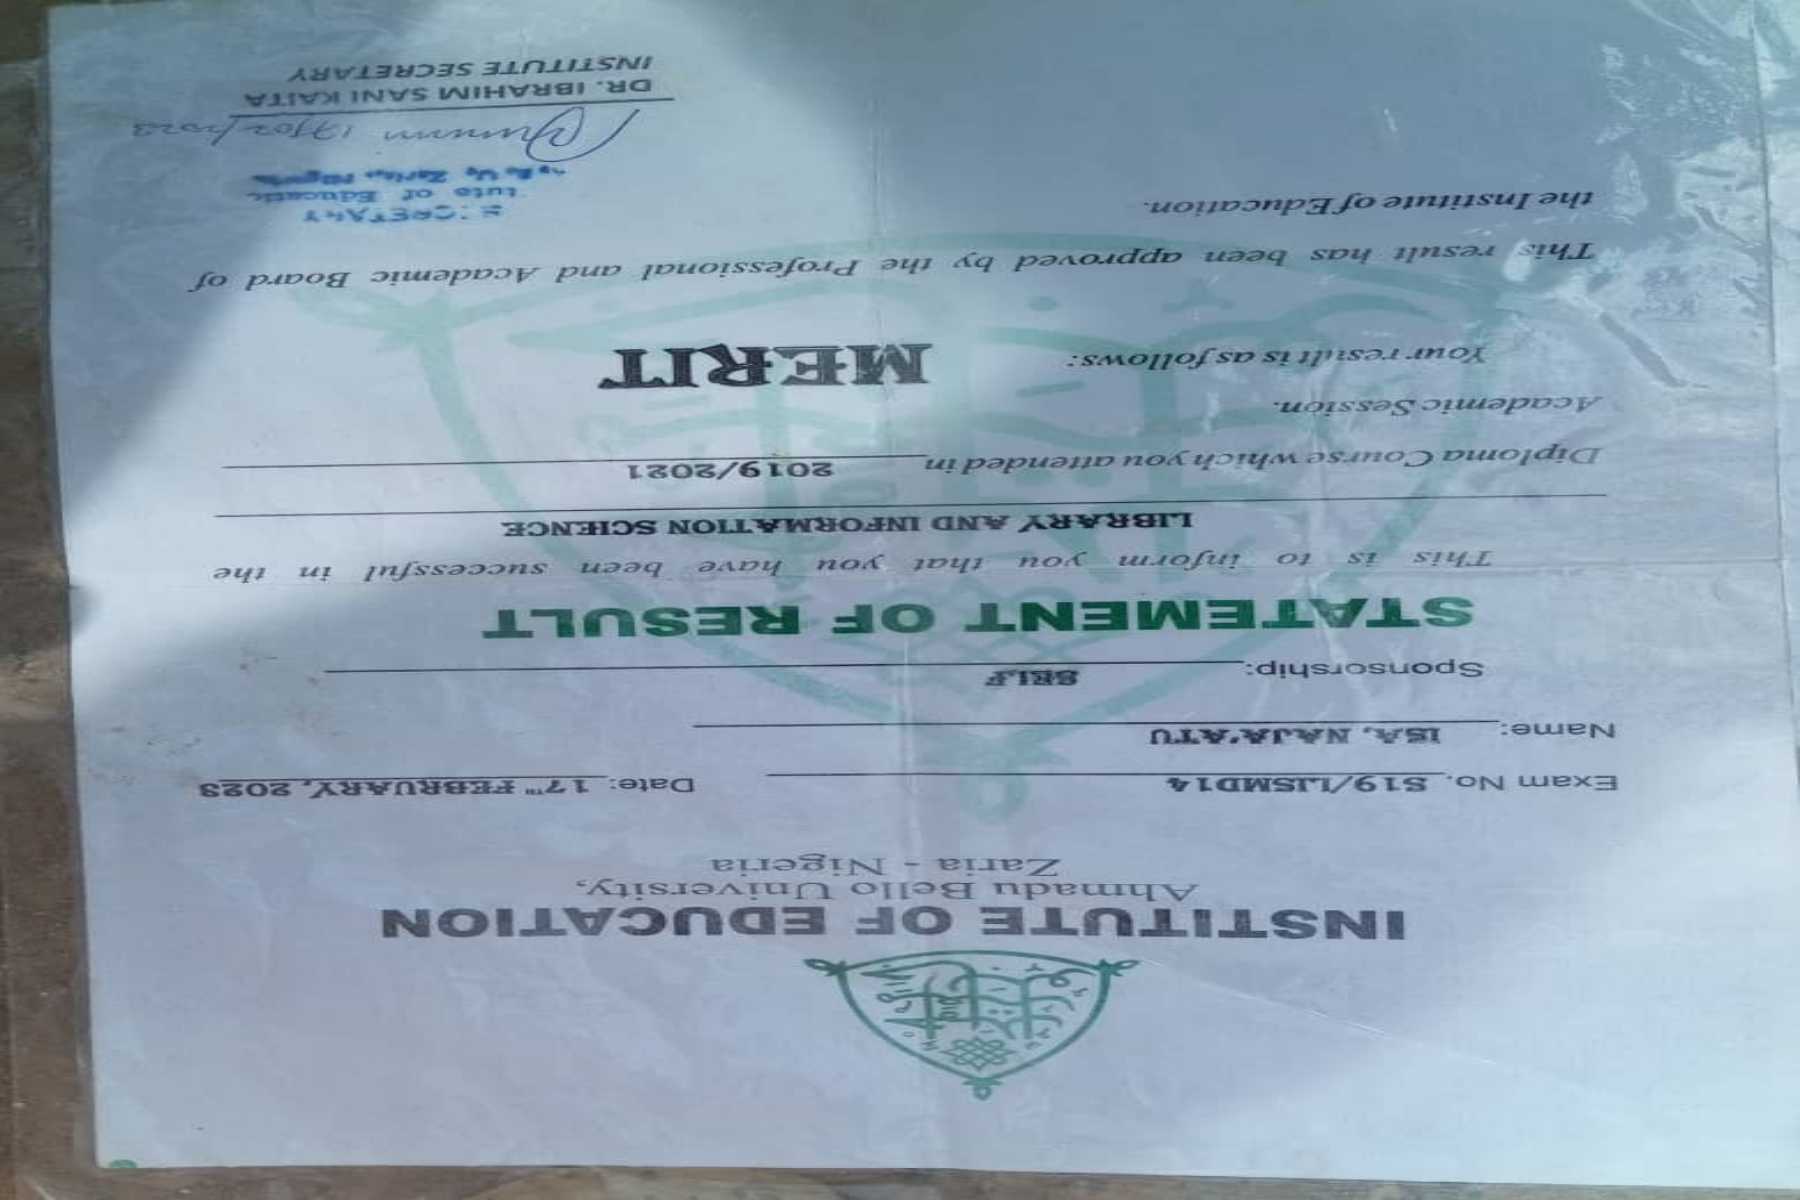 INSTITUTE OF EDUCATION
Ahmadu Bello University,
Zaria - Nigeria
Exam No. S19/LISMD14 Date: 17TH FEBRUARY, 2023
Name: ISA, NAJA'ATU
Sponsorship: SELF
STATEMENT OF RESULT
This is to inform you that you have been successful in the
LIBRARY AND INFORMATION SCIENCE
Diploma Course which you attended in 2019/2021
Academic Session.
Your result is as follows: MERIT
This result has been approved by the Professional and Academic Board of
the Institute of Education.
17/02/2023
DR. IBRAHIM SANI KAITA
INSTITUTE SECRETARY